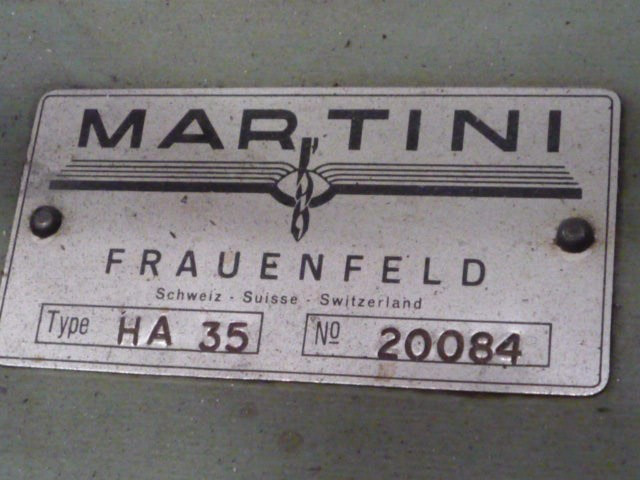 MARTINI
FRAUENFELD
Schweiz - Suisse - Switzerland
Type HA 35 Nº 20084